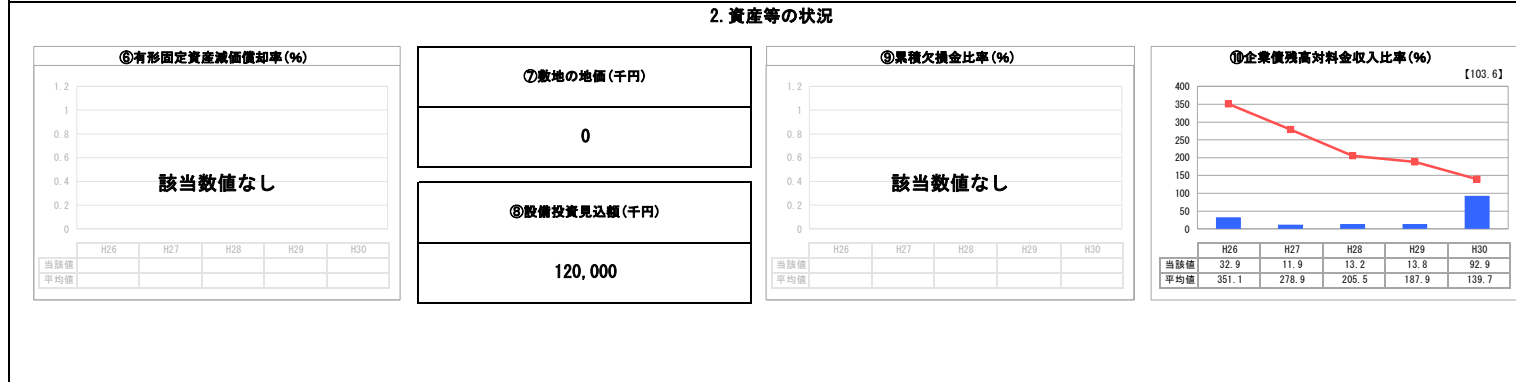 2. 資産等の状況
⑥有形固定資産減価償却率(%)
1.2
1
0.8
0.6
0.4
0.2
0
該当数値なし
H26 H27 H28 H29 H30
当該値
平均値
⑦敷地の地価(千円)
0
⑧設備投資見込額(千円)
120,000
⑨累積欠損金比率(%)
1.2
1
0.8
0.6
0.4
0.2
0
該当数値なし
H26 H27 H28 H29 H30
当該値
平均値
⑩企業債残高対料金収入比率(%)
【103.6】
400
350
300
250
200
150
100
50
0
H26 H27 H28 H29 H30
当該値 32.9 11.9 13.2 13.8 92.9
平均値 351.1 278.9 205.5 187.9 139.7